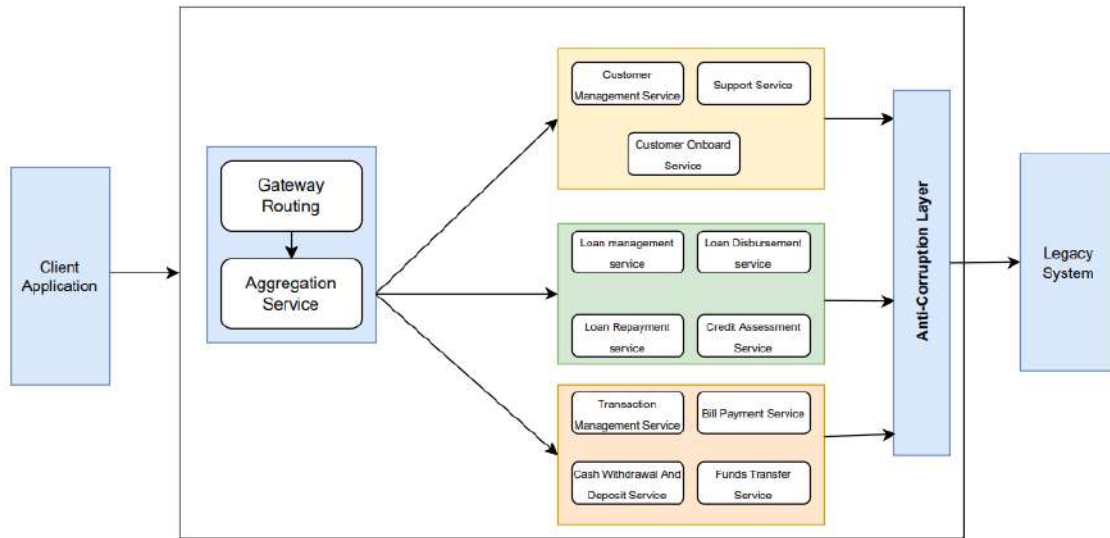 Client
Application
Gateway
Routing
Aggregation
Service
Customer
Management Service
Support Service
Customer Onboard
Service
Loan management
service
Loan Disbursement
service
Loan Repayment
service
Credit Assessment
Service
Transaction
Management Service
Bill Payment Service
Cash Withdrawal And
Deposit Service
Funds Transfer
Service
Anti-Corruption Layer
Legacy
System